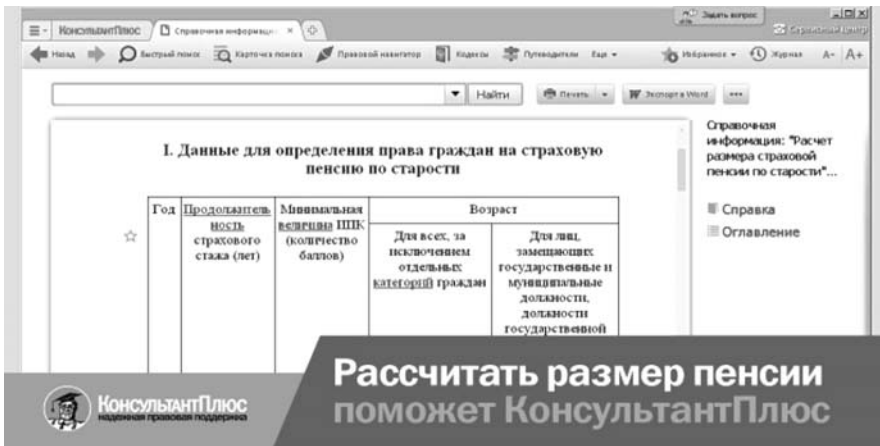 Задать вопрос
КонсультантПлюс
Справочная информаци
Сервисный центр
Назад
Быстрый поиск
Карточка поиска
Правовой навигатор
Кодексы
Путеводители
Еще
Избранное
Журнал
А-
А+
Найти
Печать
Экспорт в Word
Справочная
информация: "Расчет
размера страховой
пенсии по старости"...
Справка
Оглавление
I. Данные для определения права граждан на страховую
пенсию по старости
Год
Продолжитель
ность
страхового
стажа (лет)
Минимальная
величина ИПК
(количество
баллов)
Возраст
Для всех, за
исключением
отдельных
категорий граждан
Для лиц,
замещающих
государственные и
муниципальные
должности,
должности
государственной
КонсультантПлюс
надежная правовая поддержка
Рассчитать размер пенсии
поможет КонсультантПлюс